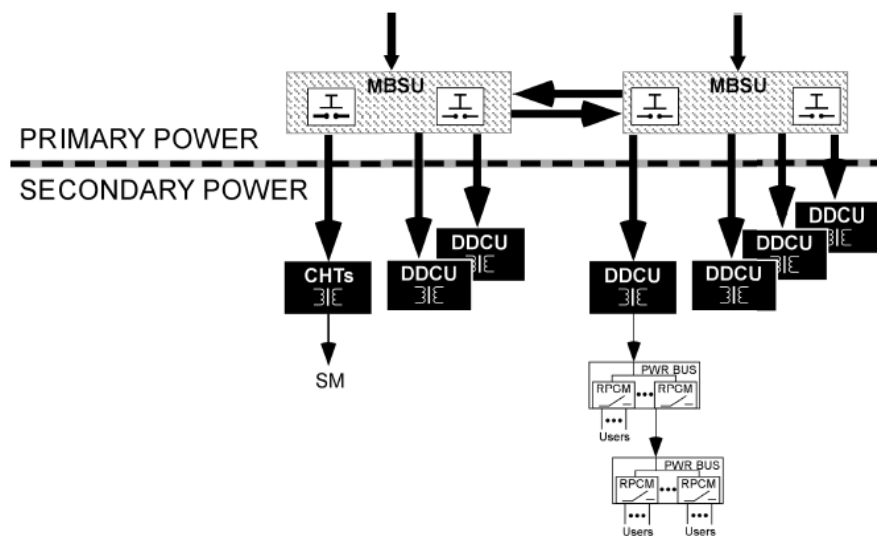 MBSU
MBSU
PRIMARY POWER
SECONDARY POWER
DDCU
DDCU
DDCU
CHTs
DDCU
DDCU
DDCU
SM
PWR BUS
RPCM
RPCM
Users
PWR BUS
RPCM
RPCM
Users
Users